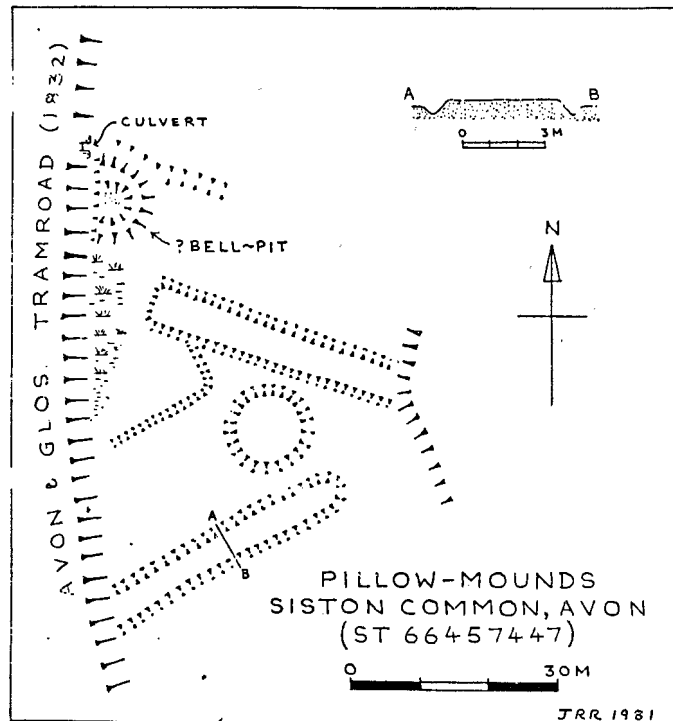 AVON & GLOS. TRAMROAD (1832)
CULVERT
?BELL~PIT
A B
0 3M
N
A
B
PILLOW-MOUNDS
SISTON COMMON, AVON
(ST 66457447)
0 30M
JRR 1981